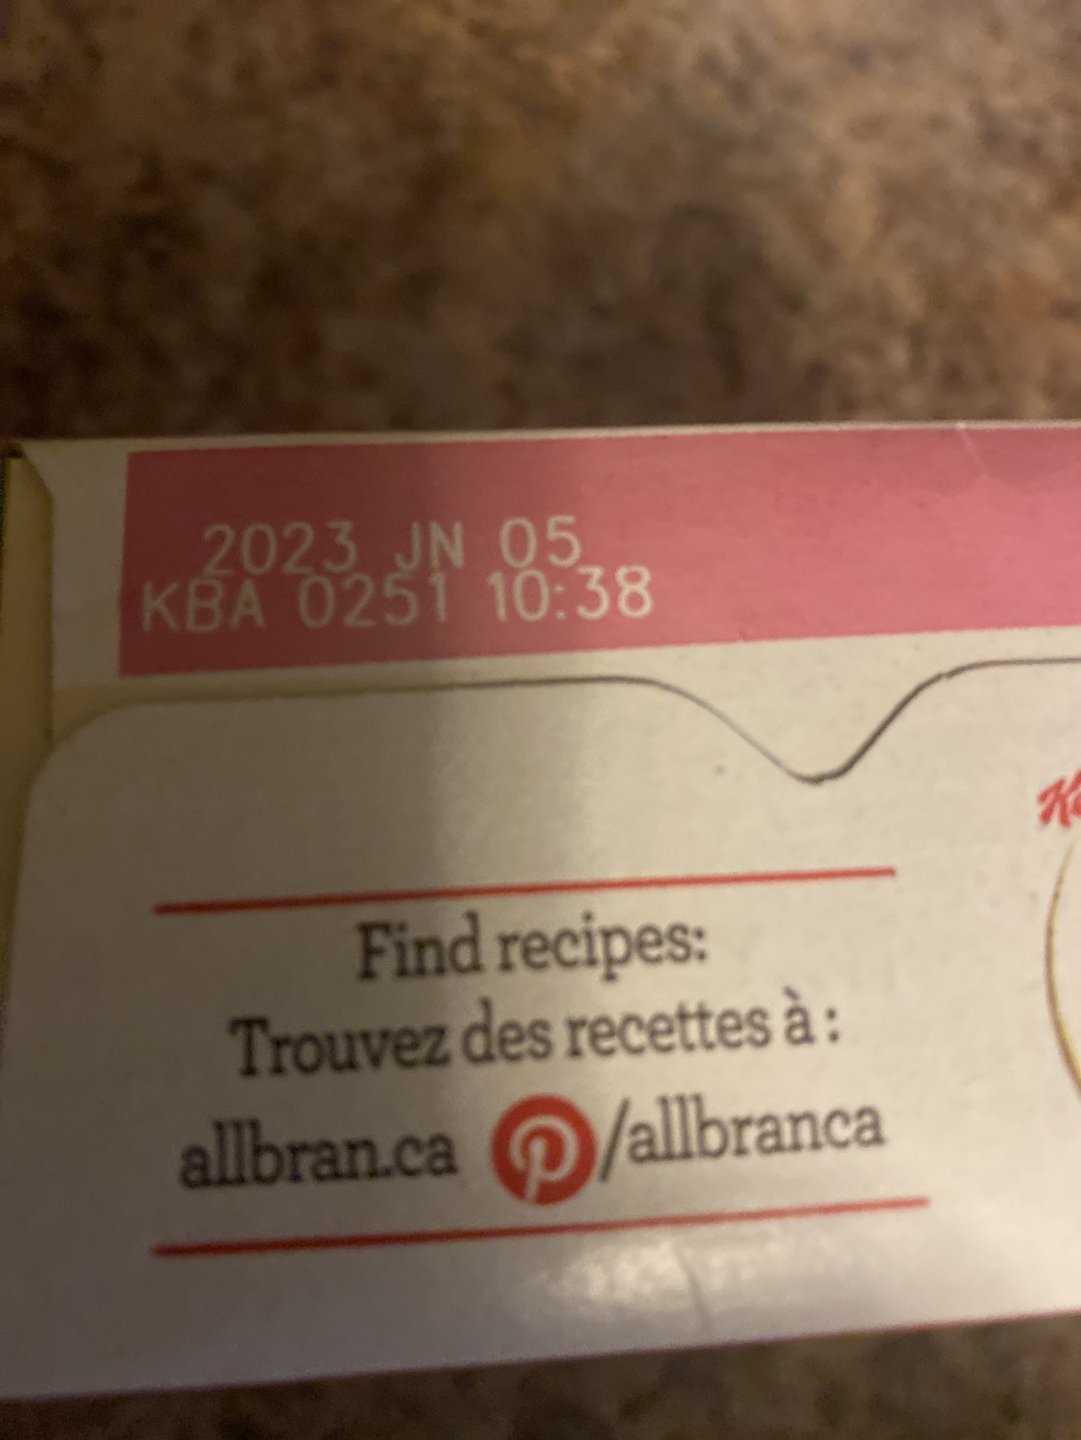 2023 JN 05
KBA 0251 10:38
Find recipes:
Trouvez des recettes à :
allbran.ca /allbranca